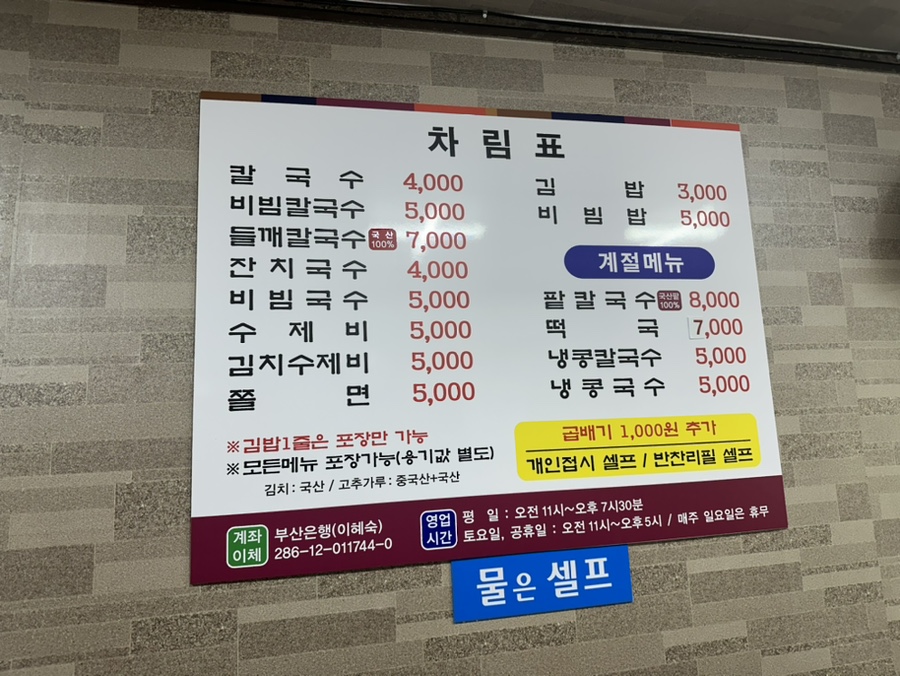 차림표
칼국수 4,000
비빔칼국수 5,000
들깨칼국수 국산 100% 7,000
잔치국수 4,000
비빔국수 5,000
수제비 5,000
김치수제비 5,000
쫄면 5,000
김밥 3,000
비빔밥 5,000
계절메뉴
팥칼국수 국산팥 100% 8,000
떡국 7,000
냉콩칼국수 5,000
냉콩국수 5,000
※김밥1줄은 포장만 가능
※모든메뉴 포장가능(용기값 별도)
김치 : 국산 / 고추가루 : 중국산+국산
곱배기 1,000원 추가
개인접시 셀프 / 반찬리필 셀프
계좌이체
부산은행(이혜숙)
286-12-011744-0
영업시간
평 일 : 오전 11시~오후 7시30분
토요일, 공휴일 : 오전 11시~오후 5시 / 매주 일요일은 휴무
물은 셀프